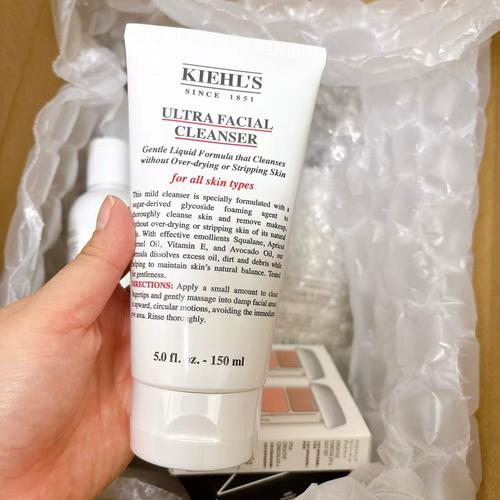 KIEHL'S
SINCE 1851
ULTRA FACIAL
CLEANSER
Gentle Liquid Formula that Cleanses
without Over-drying or Stripping Skin
for all skin types
This mild cleanser is specially formulated with a
sugar-derived glycoside foaming agent to
thoroughly cleanse skin and remove makeup,
without over-drying or stripping skin of its natural
s. With effective emollients Squalane, Apricot
rnel Oil, Vitamin E, and Avocado Oil, our
rmula dissolves excess oil, dirt and debris while
elping to maintain skin's natural balance. Tested
r gentleness.
DIRECTIONS: Apply a small amount to clean
fingertips and gently massage into damp facial area
n upward, circular motions, avoiding the immediate
eye area. Rinse thoroughly.
5.0 fl. oz. - 150 ml